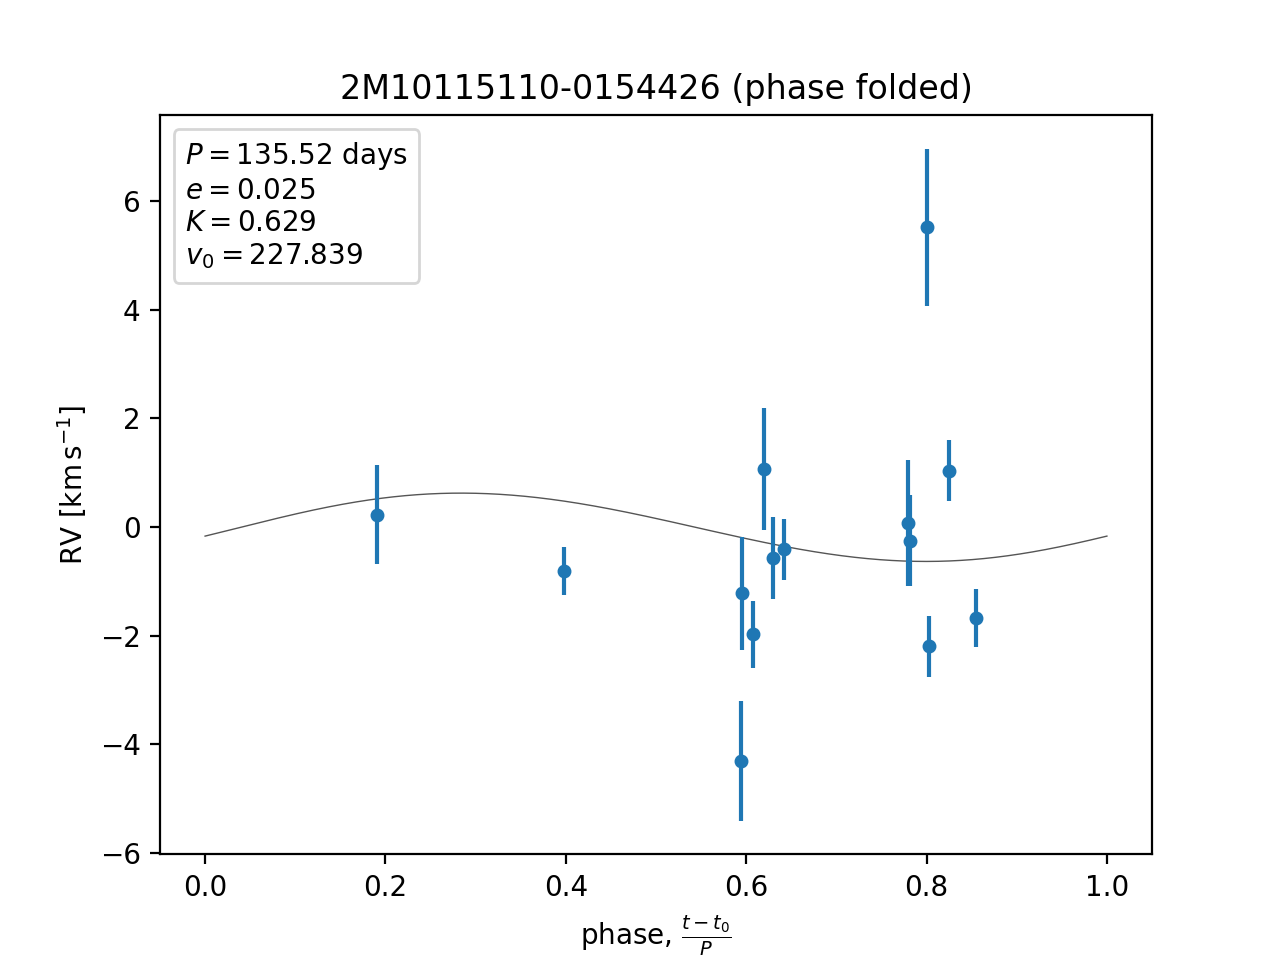 2M10115110-0154426 (phase folded)
P = 135.52 days
e = 0.025
K = 0.629
v₀ = 227.839
6
4
2
0
−2
−4
−6
RV [km s⁻¹]
0.0 0.2 0.4 0.6 0.8 1.0
phase, (t − t₀)/P